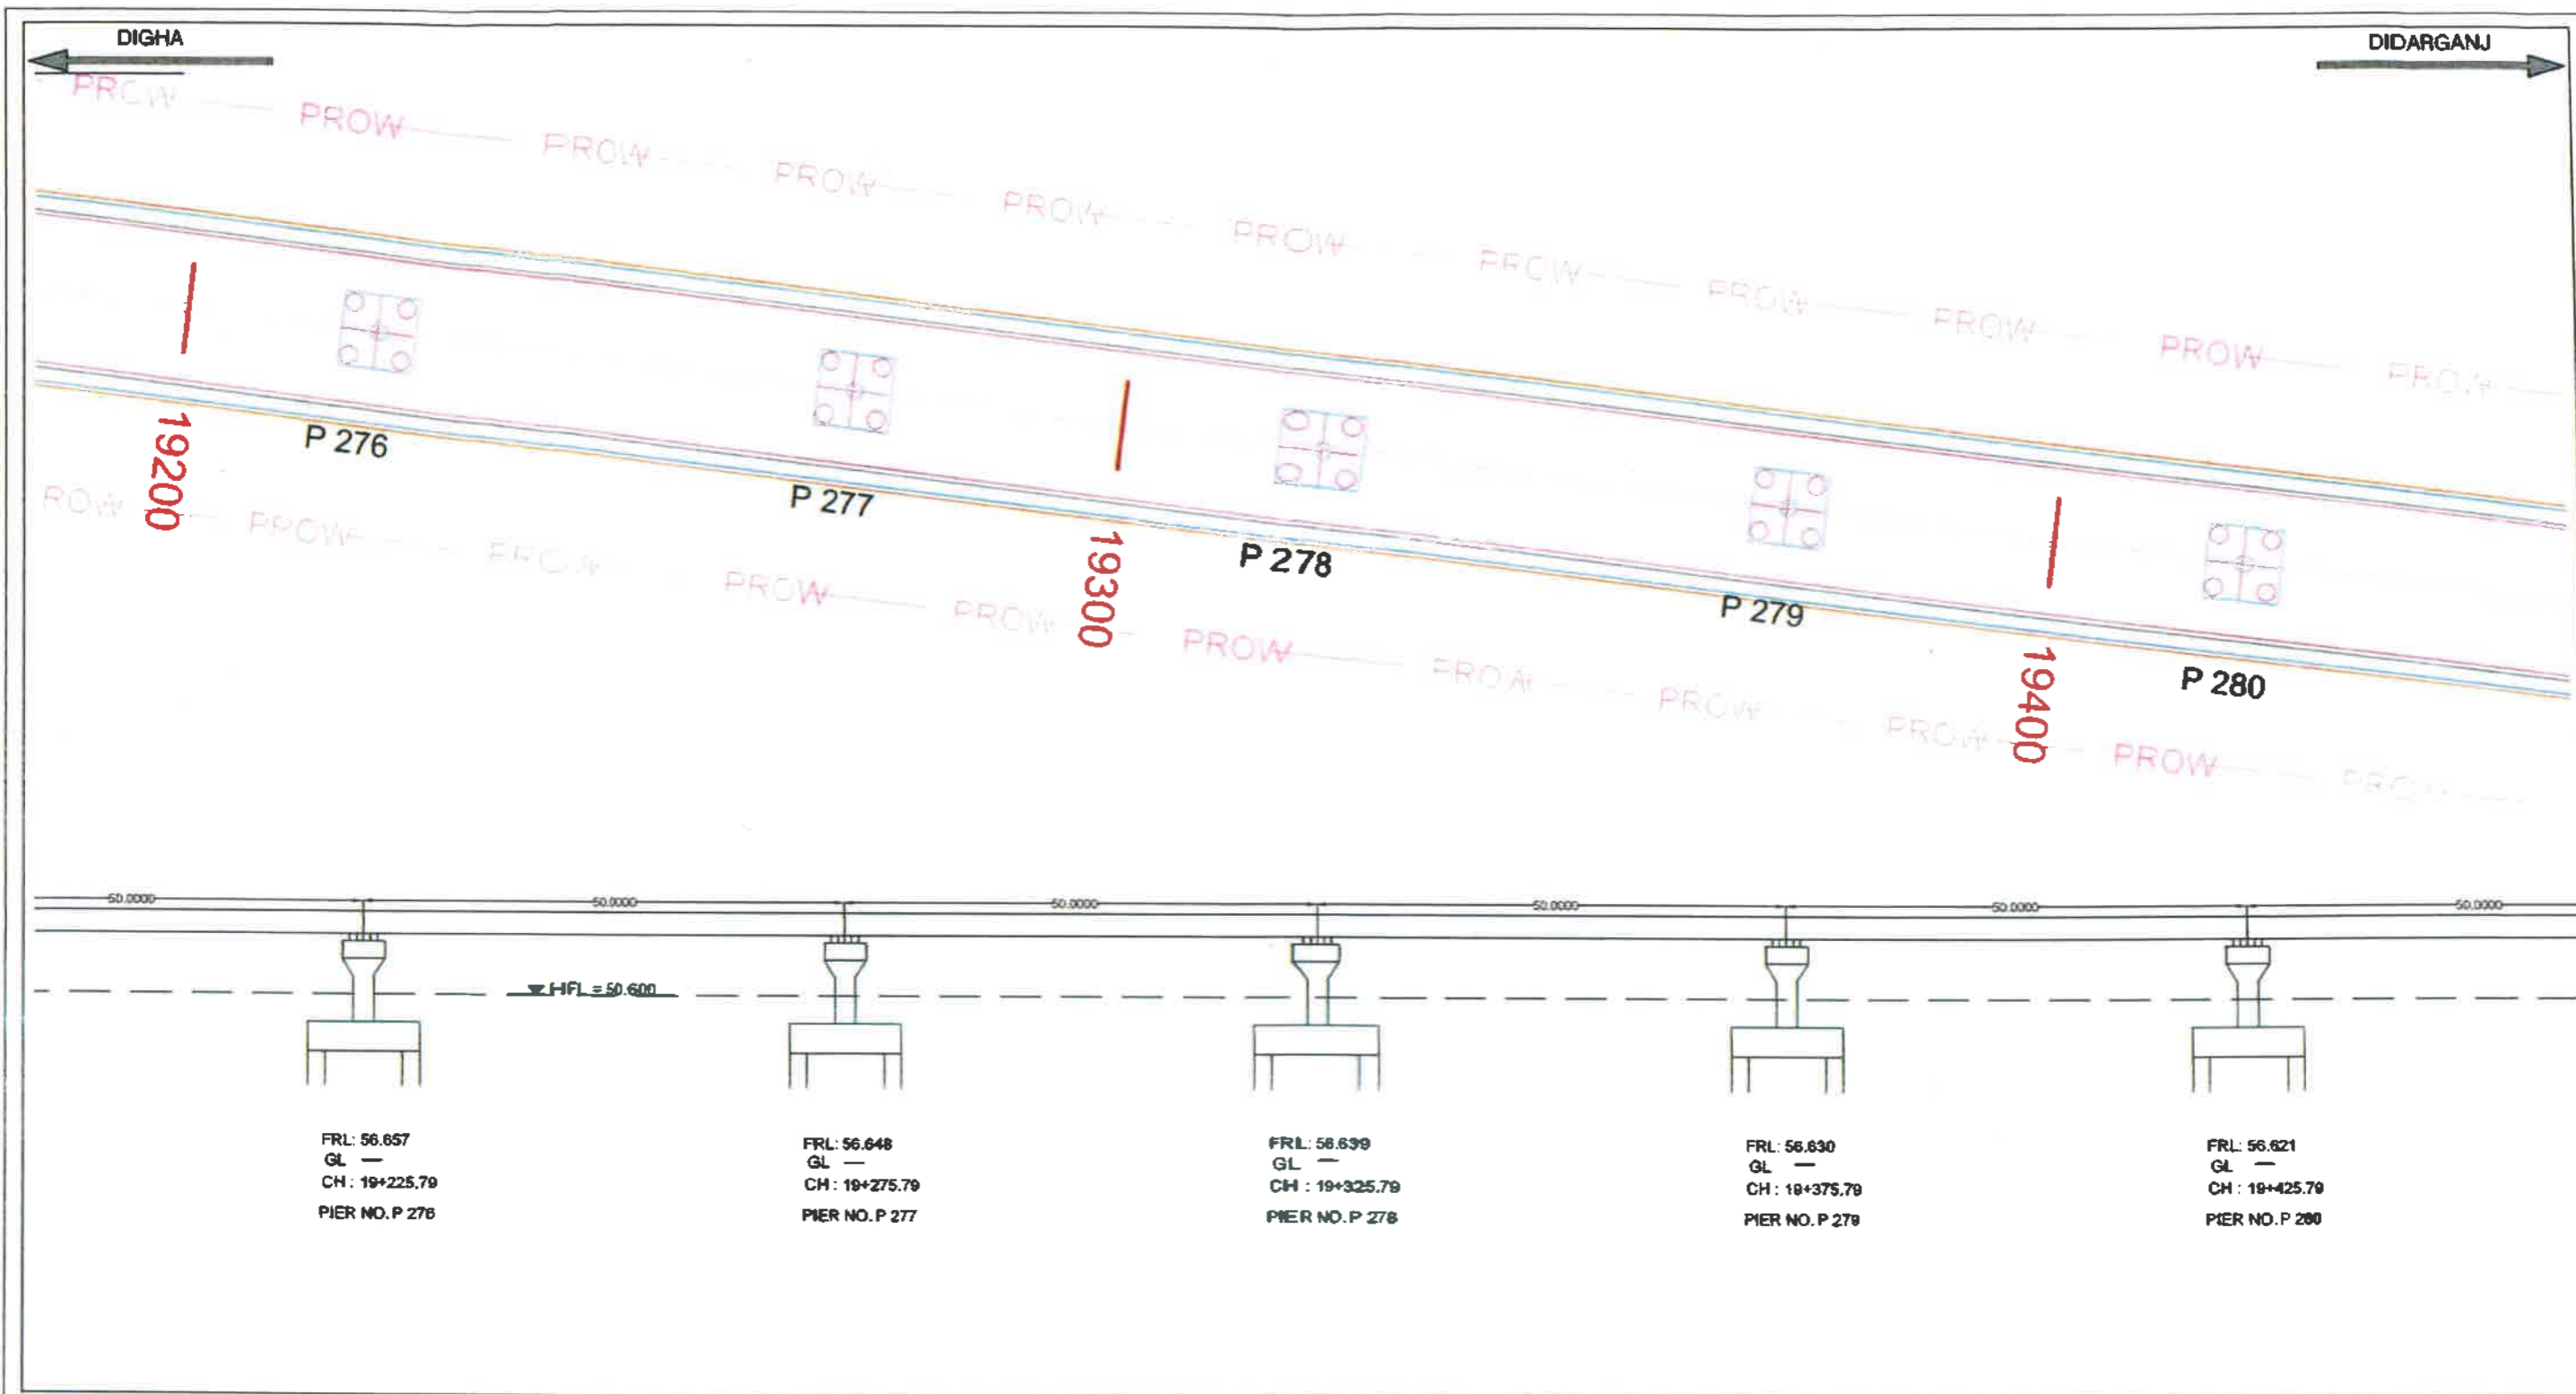 DIGHA
DIDARGANJ
PROW PROW PROW PROW PROW PROW PROW PROW PROW PROW PROW
19200
P 276
P 277
19300
P 278
P 279
19400
P 280
ROW PROW PROW PROW PROW PROW PROW PROW PROW PROW PROW
50.0000 50.0000 50.0000 50.0000 50.0000 50.0000
HFL = 50.600
FRL: 56.657
GL —
CH : 19+225.79
PIER NO. P 276
FRL: 56.648
GL —
CH : 19+275.79
PIER NO. P 277
FRL: 56.639
GL —
CH : 19+325.79
PIER NO. P 278
FRL: 56.630
GL —
CH : 19+375.79
PIER NO. P 279
FRL: 56.621
GL —
CH : 19+425.79
PIER NO. P 280